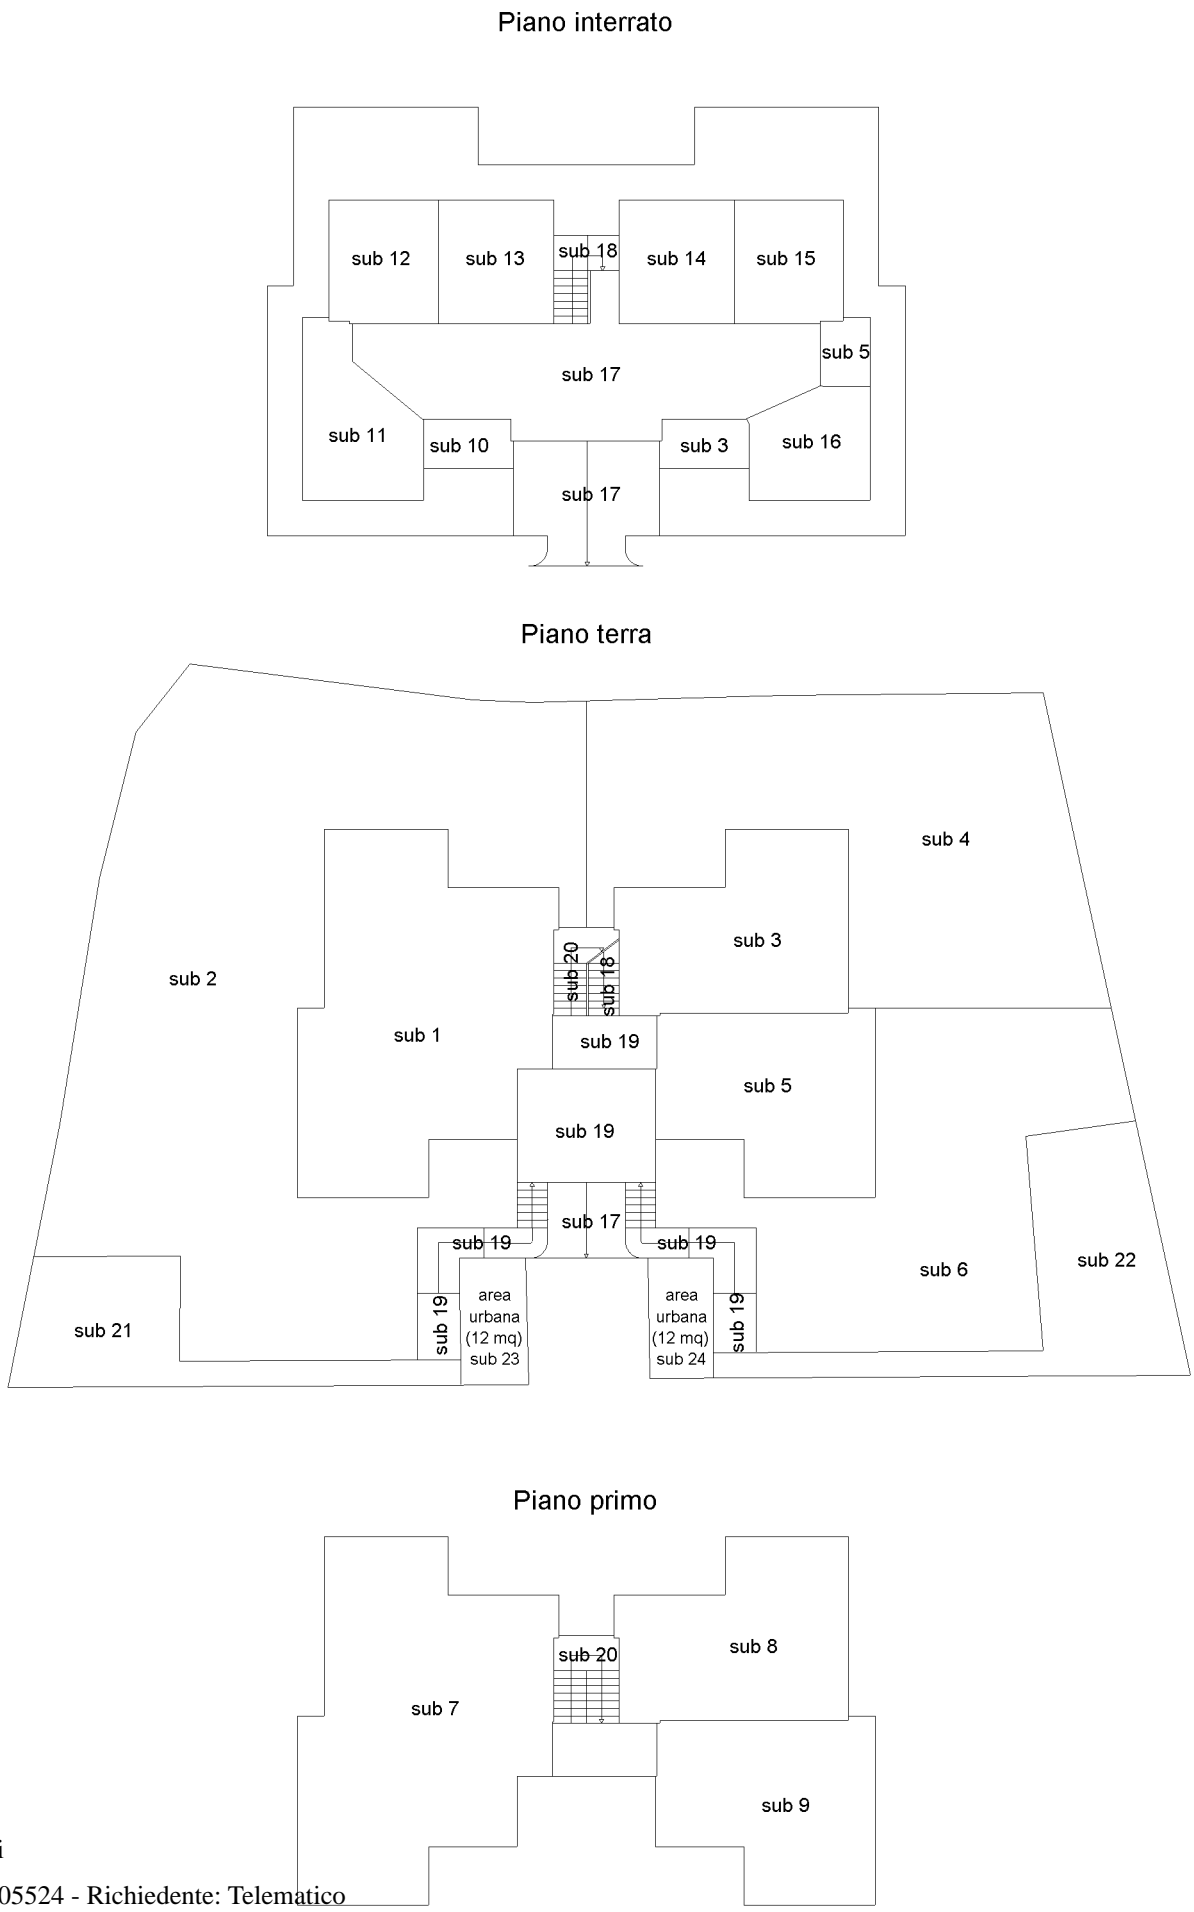 Piano interrato
sub 12
sub 13
sub 18
sub 14
sub 15
sub 5
sub 17
sub 11
sub 10
sub 3
sub 16
sub 17
Piano terra
sub 4
sub 3
sub 20
sub 18
sub 2
sub 1
sub 19
sub 5
sub 19
sub 17
sub 19
sub 19
sub 6
sub 22
sub 21
sub 19
area
urbana
(12 mq)
sub 23
area
urbana
(12 mq)
sub 24
sub 19
Piano primo
sub 20
sub 8
sub 7
sub 9
i
05524 - Richiedente: Telematico